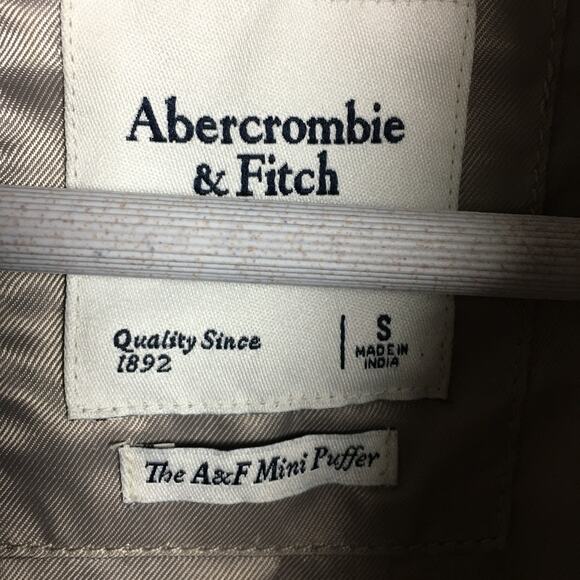 Abercrombie
& Fitch
Quality Since
1892
S
MADE IN
INDIA
The A&F Mini Puffer